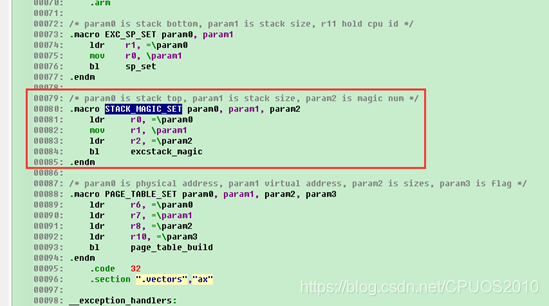 00070:     .arm
00071:
00072: /* param0 is stack bottom, param1 is stack size, r11 hold cpu id */
00073: .macro EXC_SP_SET param0, param1
00074:     ldr     r1, =\param0
00075:     mov     r0, \param1
00076:     bl      sp_set
00077: .endm
00078:
00079: /* param0 is stack top, param1 is stack size, param2 is magic num */
00080: .macro STACK_MAGIC_SET param0, param1, param2
00081:     ldr     r0, =\param0
00082:     mov     r1, \param1
00083:     ldr     r2, =\param2
00084:     bl      excstack_magic
00085: .endm
00086:
00087: /* param0 is physical address, param1 virtual address, param2 is sizes, param3 is flag */
00088: .macro PAGE_TABLE_SET param0, param1, param2, param3
00089:     ldr     r6, =\param0
00090:     ldr     r7, =\param1
00091:     ldr     r8, =\param2
00092:     ldr     r10, =\param3
00093:     bl      page_table_build
00094: .endm
00095:     .code   32
00096:     .section ".vectors","ax"
00097:
00098: __exception_handlers:
https://blog.csdn.net/CPUOS2010